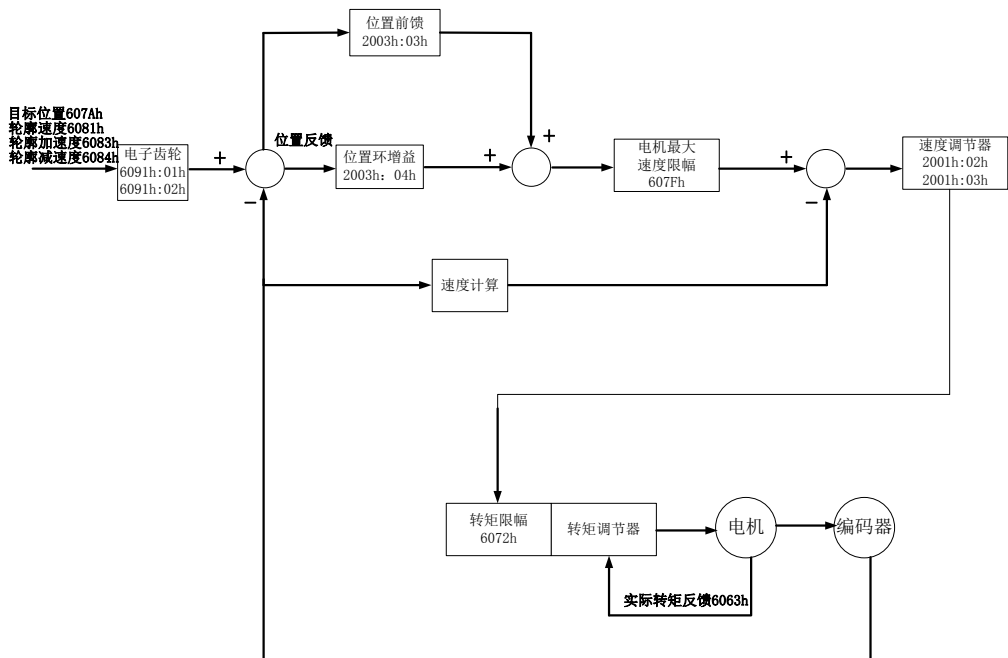 位置前馈
2003h:03h
目标位置607Ah
轮廓速度6081h
轮廓加速度6083h
轮廓减速度6084h
电子齿轮
6091h:01h
6091h:02h
+
−
位置反馈
位置环增益
2003h：04h
+
+
电机最大
速度限幅
607Fh
+
−
速度调节器
2001h:02h
2001h:03h
速度计算
转矩限幅
6072h
转矩调节器
电机
编码器
实际转矩反馈6063h